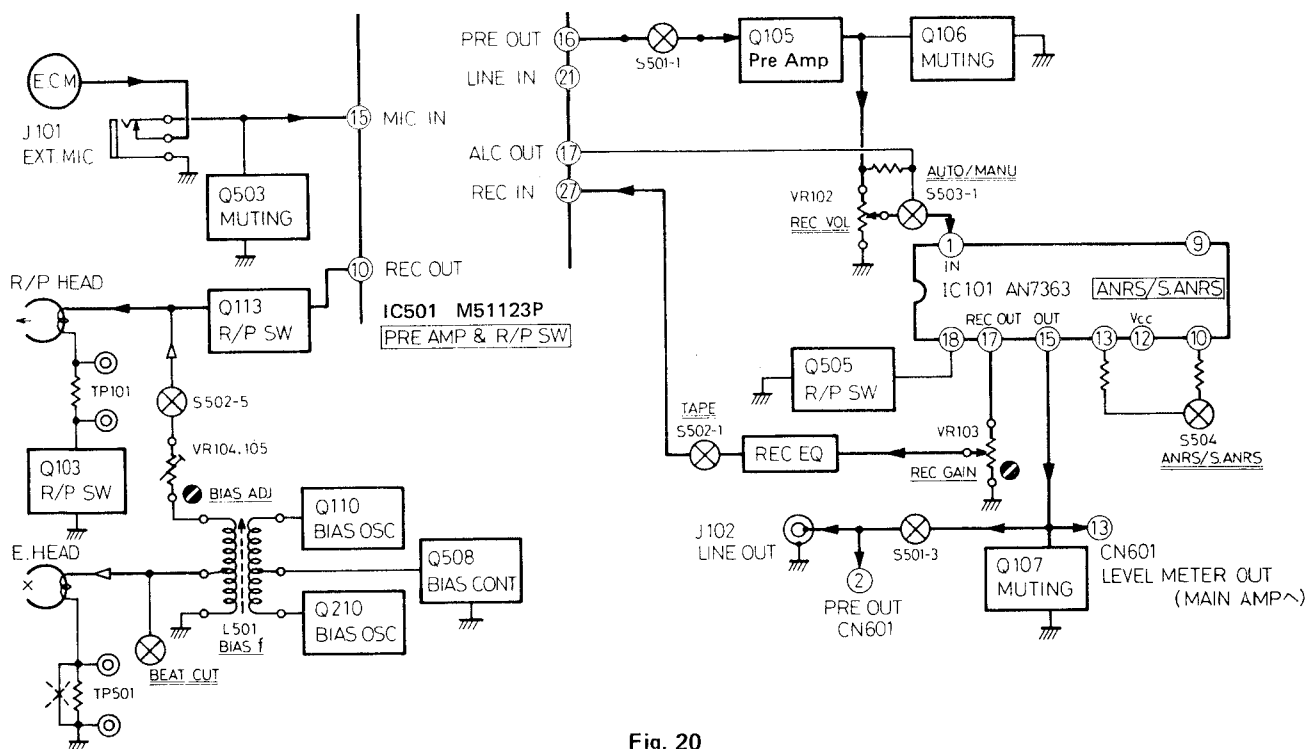 E.C.M
J101
EXT. MIC
Q503
MUTING
15
MIC IN
10
REC OUT
R/P HEAD
Q113
R/P SW
IC501 M51123P
PRE AMP & R/P SW
TP101
S502-5
VR104.105
BIAS ADJ
Q103
R/P SW
E.HEAD
Q110
BIAS OSC
Q508
BIAS CONT
Q210
BIAS OSC
L501
BIAS f
BEAT CUT
TP501
PRE OUT
16
S501-1
Q105
Pre Amp
Q106
MUTING
LINE IN
21
ALC OUT
17
REC IN
27
AUTO/MANU
S503-1
VR102
REC VOL
1
IN
9
IC101 AN7363
ANRS/S.ANRS
REC OUT
OUT
Vcc
18
17
15
13
12
10
Q505
R/P SW
TAPE
S502-1
REC EQ
VR103
REC GAIN
S504
ANRS/S.ANRS
J102
LINE OUT
S501-3
2
PRE OUT
CN601
Q107
MUTING
13
CN601
LEVEL METER OUT
(MAIN AMP へ)
Fig. 20